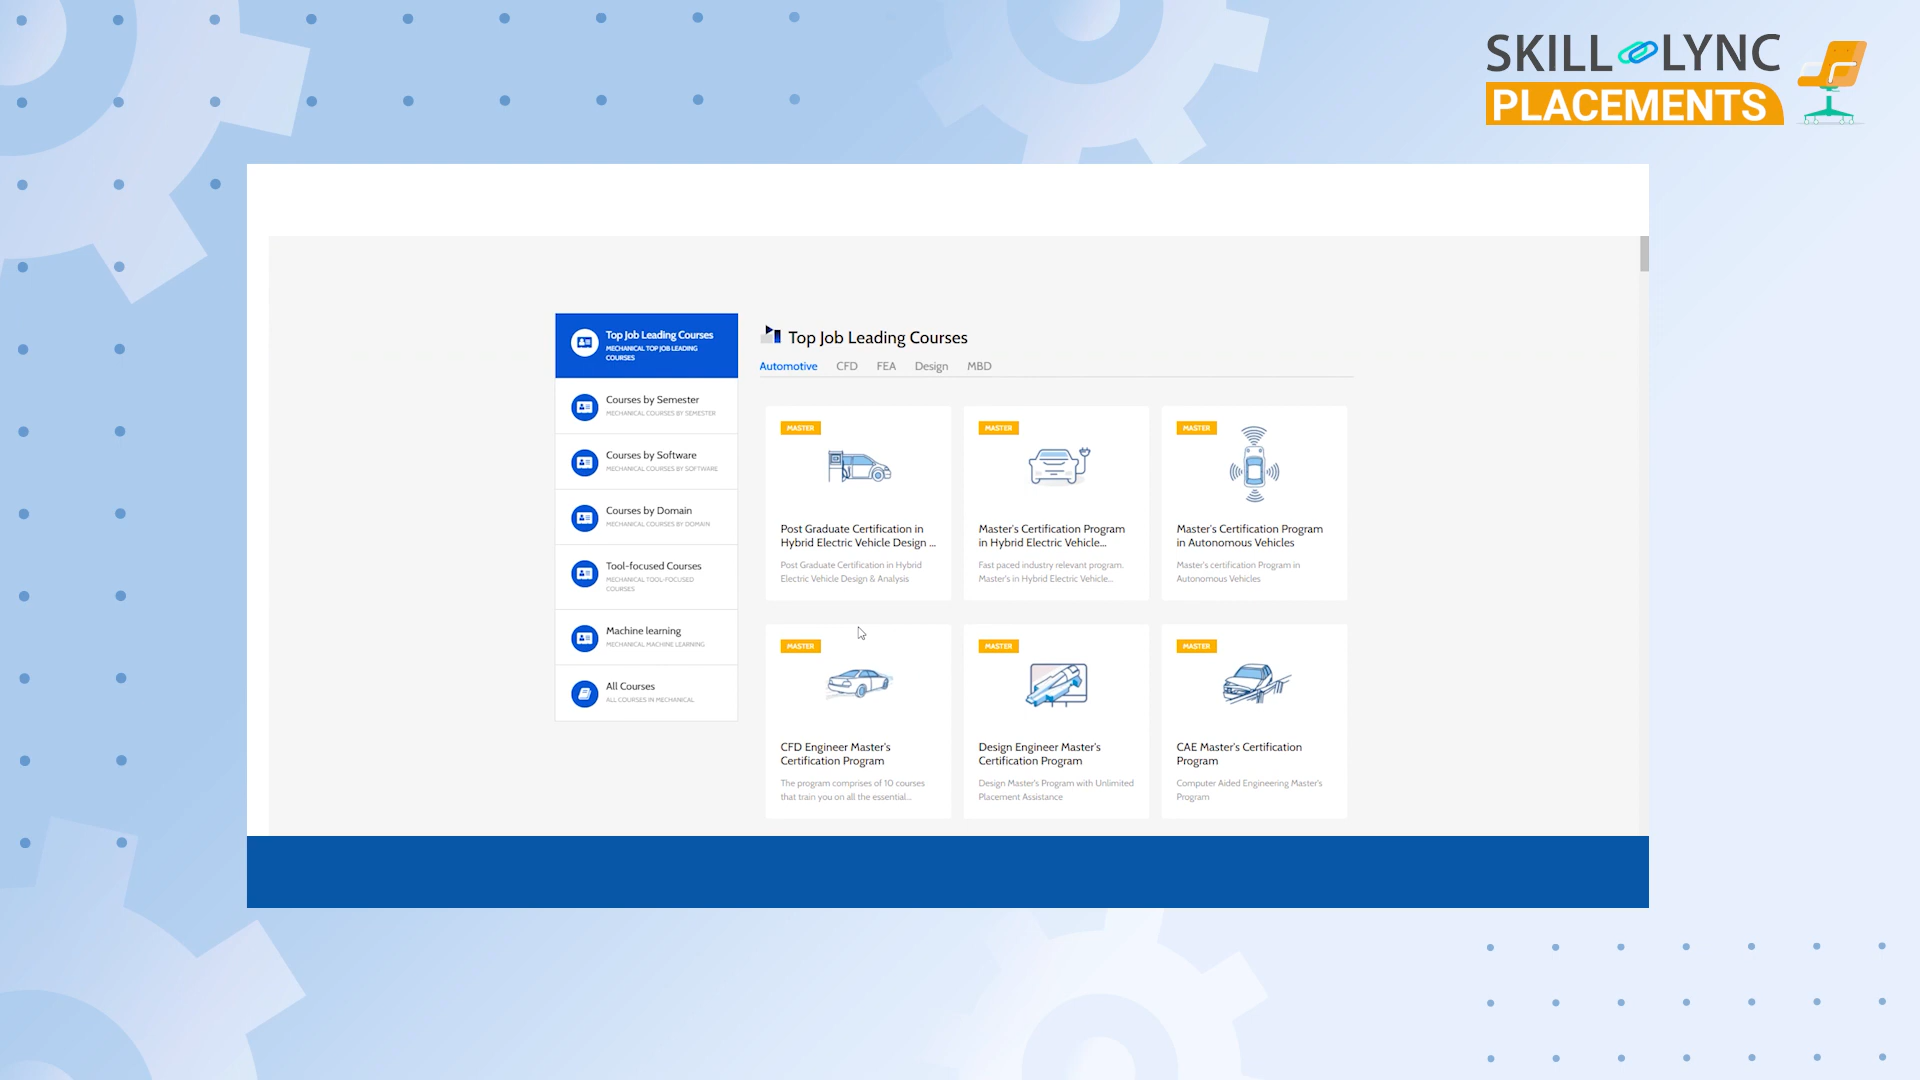 SKILL LYNC
PLACEMENTS
Top Job Leading Courses
MECHANICAL TOP JOB LEADING
COURSES
Courses by Semester
MECHANICAL COURSES BY SEMESTER
Courses by Software
MECHANICAL COURSES BY SOFTWARE
Courses by Domain
MECHANICAL COURSES BY DOMAIN
Tool-focused Courses
MECHANICAL TOOL-FOCUSED
COURSES
Machine learning
MECHANICAL MACHINE LEARNING
All Courses
ALL COURSES IN MECHANICAL
Top Job Leading Courses
Automotive CFD FEA Design MBD
MASTER
Post Graduate Certification in
Hybrid Electric Vehicle Design ...
Post Graduate Certification in Hybrid
Electric Vehicle Design & Analysis
MASTER
Master's Certification Program
in Hybrid Electric Vehicle...
Fast paced industry relevant program.
Master's in Hybrid Electric Vehicle...
MASTER
Master's Certification Program
in Autonomous Vehicles
Master's certification Program in
Autonomous Vehicles
MASTER
CFD Engineer Master's
Certification Program
The program comprises of 10 courses
that train you on all the essential...
MASTER
Design Engineer Master's
Certification Program
Design Master's Program with Unlimited
Placement Assistance
MASTER
CAE Master's Certification
Program
Computer Aided Engineering Master's
Program